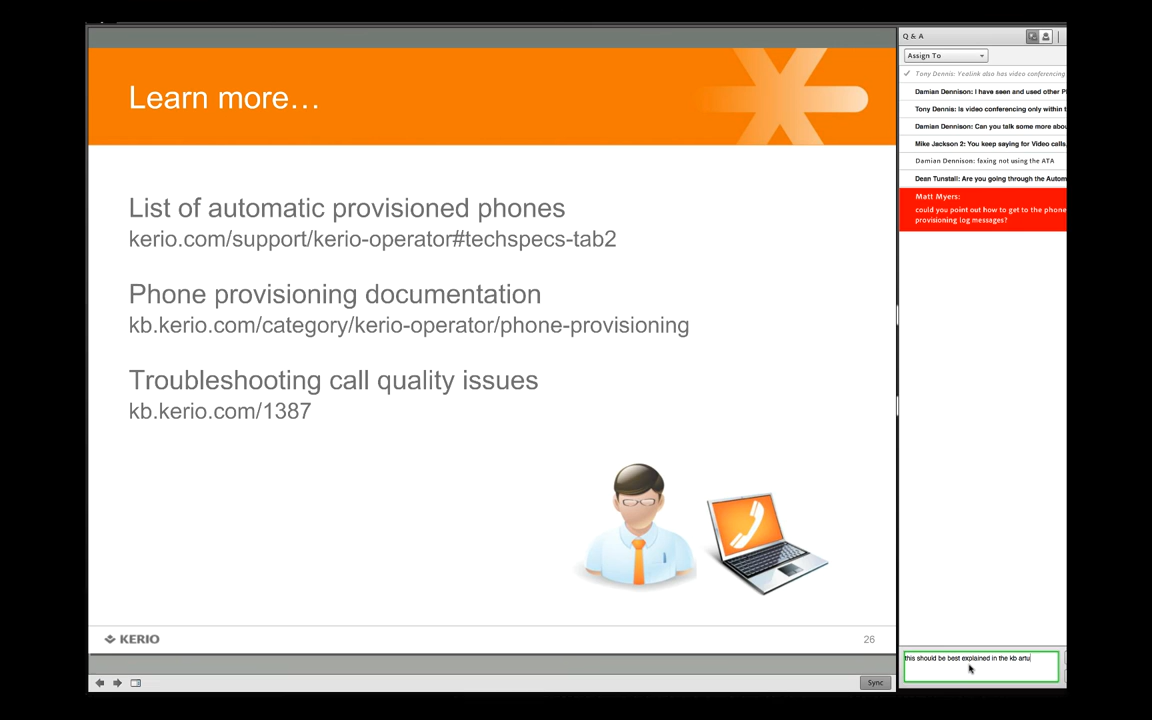 Learn more…
List of automatic provisioned phones
kerio.com/support/kerio-operator#techspecs-tab2
Phone provisioning documentation
kb.kerio.com/category/kerio-operator/phone-provisioning
Troubleshooting call quality issues
kb.kerio.com/1387
KERIO
26
Sync
Q & A
Assign To
Tony Dennis: Yealink also has video conferencing
Damian Dennison: I have seen and used other P
Tony Dennis: Is video conferencing only within t
Damian Dennison: Can you talk some more abou
Mike Jackson 2: You keep saying for Video calls,
Damian Dennison: faxing not using the ATA
Dean Tunstall: Are you going through the Autom
Matt Myers:
could you point out how to get to the phone
provisioning log messages?
this should be best explained in the kb artu